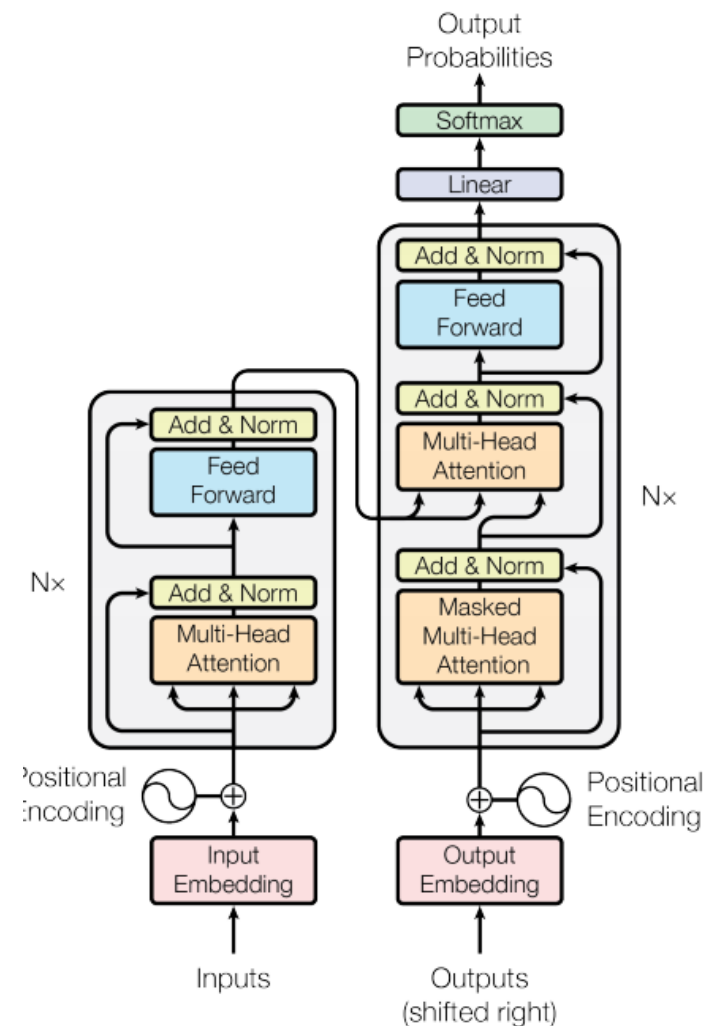 Output
Probabilities
Softmax
Linear
Add & Norm
Feed
Forward
Add & Norm
Multi-Head
Attention
Nx
Add & Norm
Masked
Multi-Head
Attention
Add & Norm
Feed
Forward
Nx
Add & Norm
Multi-Head
Attention
ositional
ncoding
Positional
Encoding
Input
Embedding
Output
Embedding
Inputs
Outputs
(shifted right)